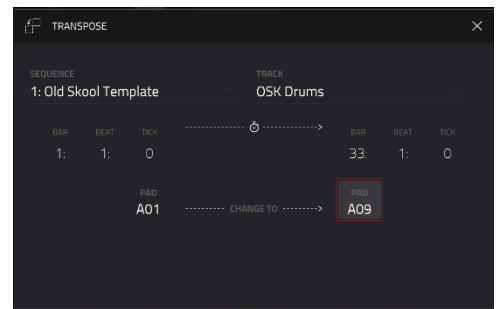 TRANSPOSE
SEQUENCE TRACK
1: Old Skool Template OSK Drums
BAR BEAT TICK BAR BEAT TICK
1: 1: 0 33: 1: 0
PAD PAD
A01 CHANGE TO A09